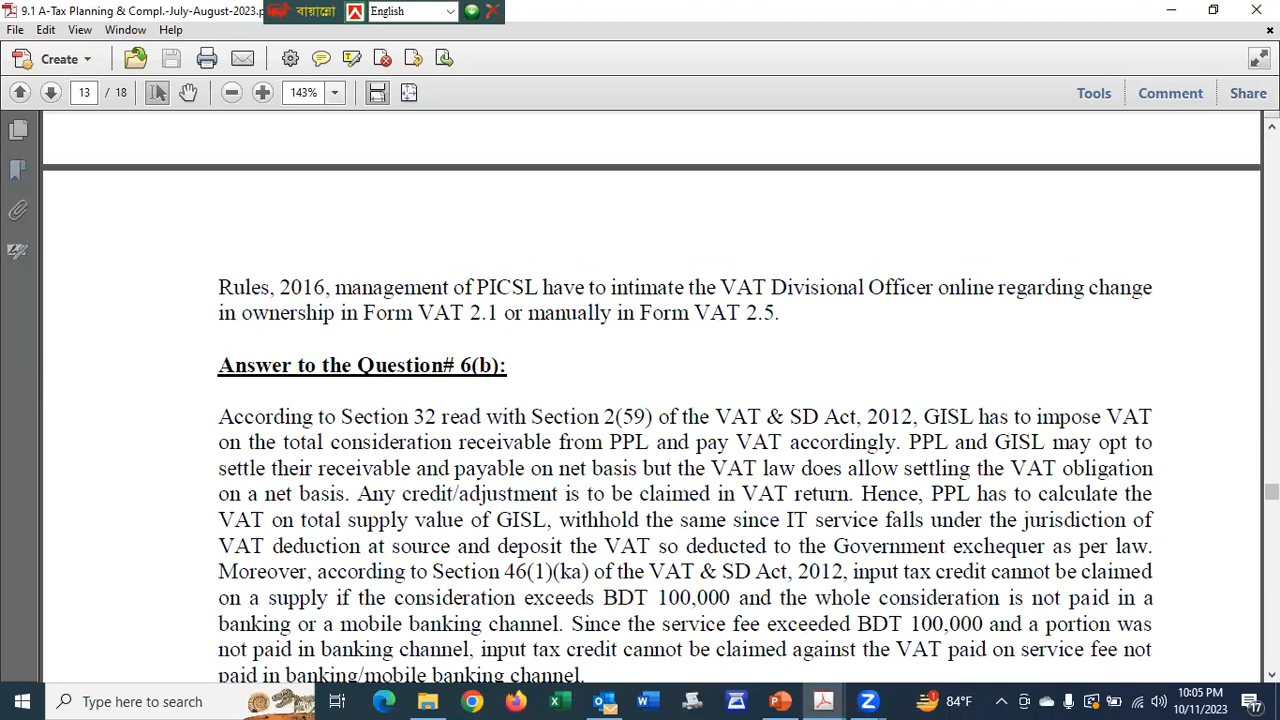 9.1 A-Tax Planning & Compl.-July-August-2023.p
বায়ান্নো
English
File Edit View Window Help
Create
13 / 18
143%
Tools Comment Share
Rules, 2016, management of PICSL have to intimate the VAT Divisional Officer online regarding change
in ownership in Form VAT 2.1 or manually in Form VAT 2.5.
Answer to the Question# 6(b):
According to Section 32 read with Section 2(59) of the VAT & SD Act, 2012, GISL has to impose VAT
on the total consideration receivable from PPL and pay VAT accordingly. PPL and GISL may opt to
settle their receivable and payable on net basis but the VAT law does allow settling the VAT obligation
on a net basis. Any credit/adjustment is to be claimed in VAT return. Hence, PPL has to calculate the
VAT on total supply value of GISL, withhold the same since IT service falls under the jurisdiction of
VAT deduction at source and deposit the VAT so deducted to the Government exchequer as per law.
Moreover, according to Section 46(1)(ka) of the VAT & SD Act, 2012, input tax credit cannot be claimed
on a supply if the consideration exceeds BDT 100,000 and the whole consideration is not paid in a
banking or a mobile banking channel. Since the service fee exceeded BDT 100,000 and a portion was
not paid in banking channel, input tax credit cannot be claimed against the VAT paid on service fee not
paid in banking/mobile banking channel.
Type here to search
84°F
10:05 PM
10/11/2023
17